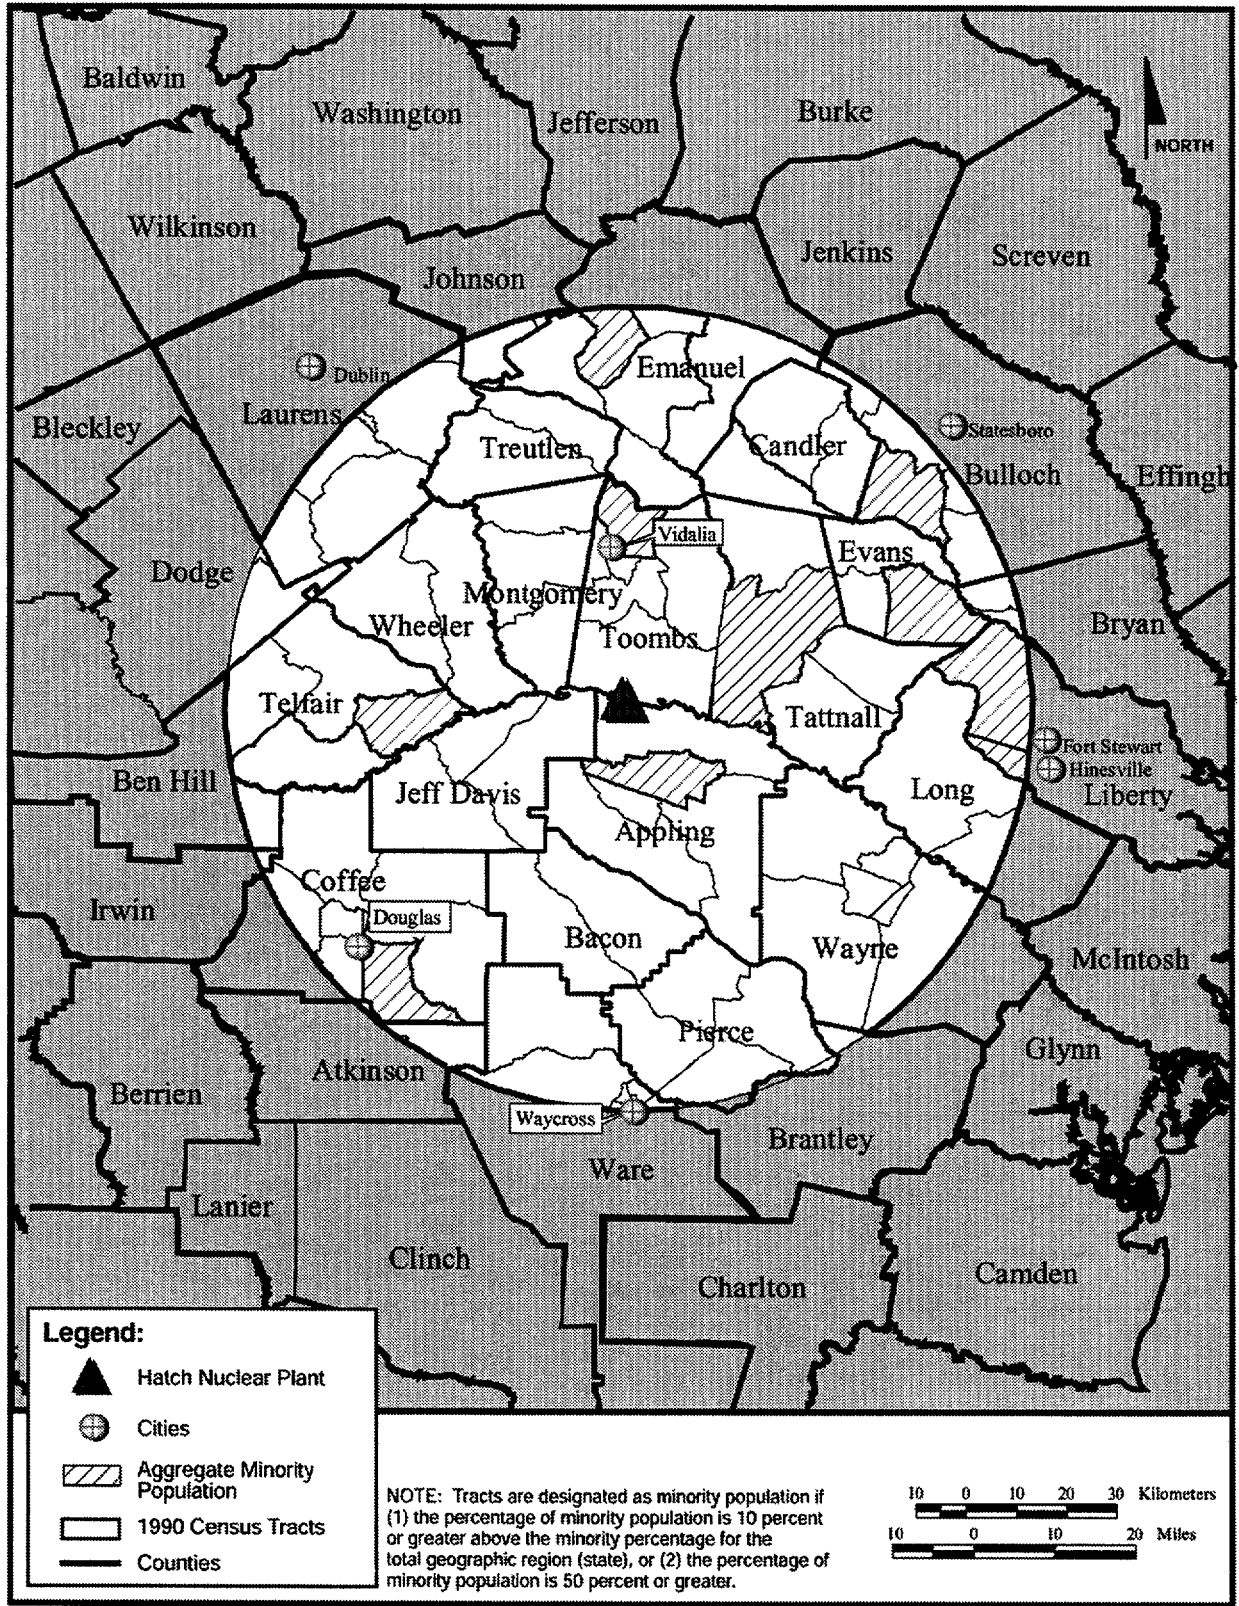 Baldwin
Washington
Jefferson
Burke
NORTH
Wilkinson
Johnson
Jenkins
Screven
Dublin
Laurens
Emanuel
Bleckley
Treutlen
Candler
Statesboro
Bulloch
Effingh
Vidalia
Evans
Dodge
Montgomery
Wheeler
Toombs
Bryan
Telfair
Tattnall
Fort Stewart
Hinesville
Ben Hill
Jeff Davis
Long
Liberty
Appling
Coffee
Irwin
Douglas
Bacon
Wayne
McIntosh
Pierce
Glynn
Atkinson
Berrien
Waycross
Brantley
Ware
Lanier
Clinch
Charlton
Camden
Legend:
Hatch Nuclear Plant
Cities
Aggregate Minority
Population
1990 Census Tracts
Counties
NOTE: Tracts are designated as minority population if
(1) the percentage of minority population is 10 percent
or greater above the minority percentage for the
total geographic region (state), or (2) the percentage of
minority population is 50 percent or greater.
10 0 10 20 30 Kilometers
10 0 10 20 Miles